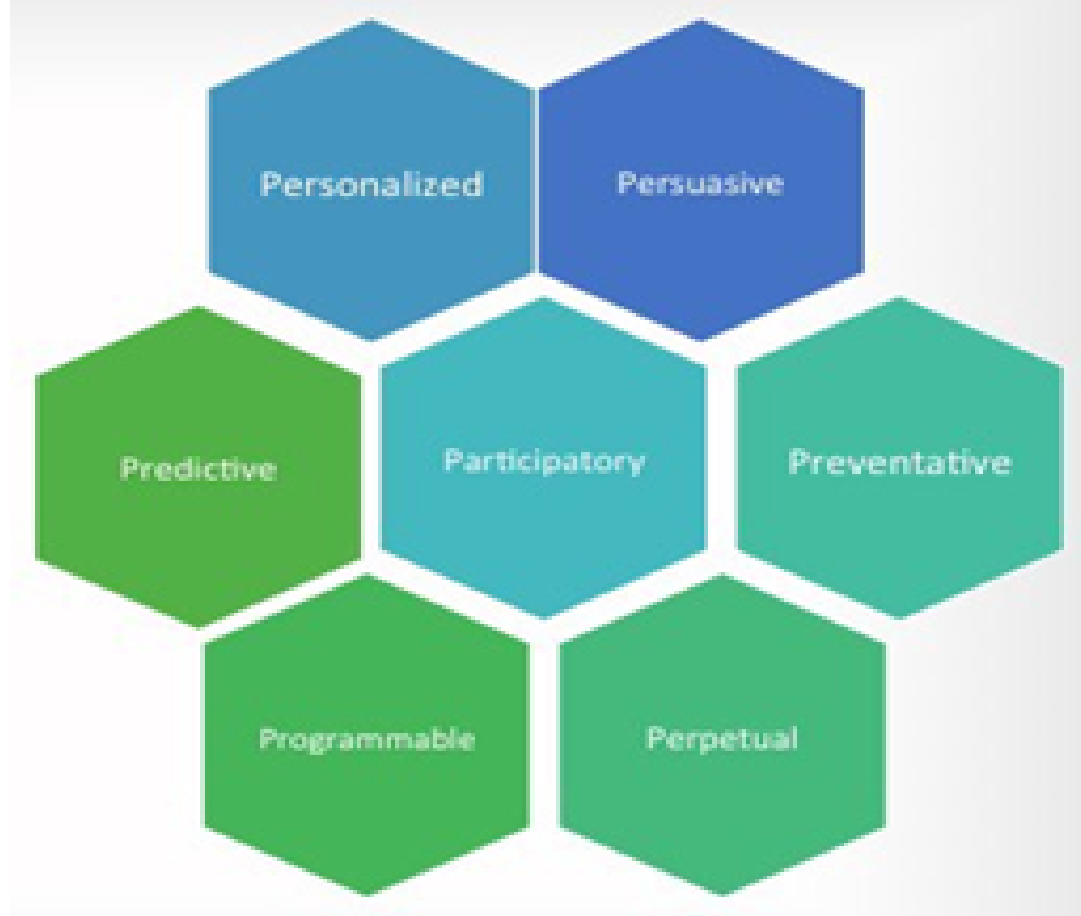 Personalized
Persuasive
Predictive
Participatory
Preventative
Programmable
Perpetual